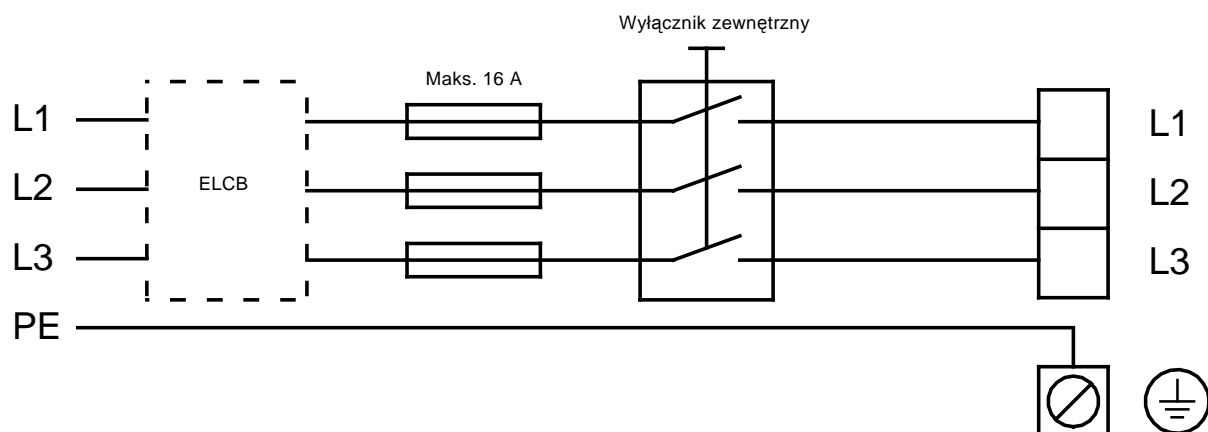 Wyłącznik zewnętrzny
Maks. 16 A
L1
L1
L2
ELCB
L2
L3
L3
PE